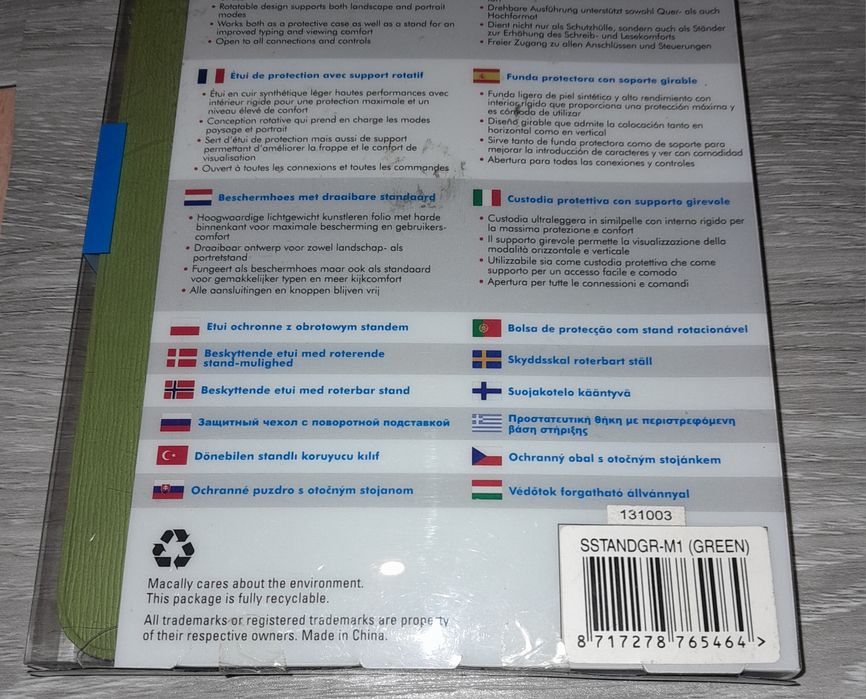 • Rotatable design supports both landscape and portrait
modes
• Works both as a protective case as well as a stand for an
improved typing and viewing comfort
• Open to all connections and controls
• Drehbare Ausführung unterstützt sowohl Quer- als auch
Hochformat
• Dient nicht nur als Schutzhülle, sondern auch als Ständer
zur Erhöhung des Schreib- und Lesekomforts
• Freier Zugang zu allen Anschlüssen und Steuerungen
Étui de protection avec support rotatif
• Étui en cuir synthétique léger hautes performances avec
intérieur rigide pour une protection maximale et un
niveau élevé de confort
• Conception rotative qui prend en charge les modes
paysage et portrait
• Sert d'étui de protection mais aussi de support
permettant d'améliorer la frappe et le confort de
visualisation
• Ouvert à toutes les connexions et toutes les commandes
Funda protectora con soporte girable
• Funda ligera de piel sintética y alto rendimiento con
interior rígido que proporciona una protección máxima y
es cómoda de utilizar
• Diseño girable que admite la colocación tanto en
horizontal como en vertical
• Sirve tanto de funda protectora como de soporte para
mejorar la introducción de caracteres y ver con comodidad
• Abertura para todas las conexiones y controles
Beschermhoes met draaibare standaard
• Hoogwaardige lichtgewicht kunstleren folio met harde
binnenkant voor maximale bescherming en gebruikers-
comfort
• Draaibaar ontwerp voor zowel landschap- als
portretstand
• Fungeert als beschermhoes maar ook als standaard
voor gemakkelijker typen en meer kijkcomfort
• Alle aansluitingen en knoppen blijven vrij
Custodia protettiva con supporto girevole
• Custodia ultraleggera in similpelle con interno rigido per
la massima protezione e confort
• Il supporto girevole permette la visualizzazione della
modalità orizzontale e verticale
• Utilizzabile sia come custodia protettiva che come
supporto per un accesso facile e comodo
• Apertura per tutte le connessioni e comandi
Etui ochronne z obrotowym standem
Bolsa de protecção com stand rotacionável
Beskyttende etui med roterende
stand-mulighed
Skyddsskal roterbart ställ
Beskyttende etui med roterbar stand
Suojakotelo kääntyvä
Защитный чехол с поворотной подставкой
Προστατευτική θήκη με περιστρεφόμενη
βάση στήριξης
Dönebilen standlı koruyucu kılıf
Ochranný obal s otočným stojánkem
Ochranné puzdro s otočným stojanom
Védőtok forgatható állvánnyal
131003
SSTANDGR-M1 (GREEN)
8 717278 765464 >
Macally cares about the environment.
This package is fully recyclable.
All trademarks or registered trademarks are property
of their respective owners. Made in China.